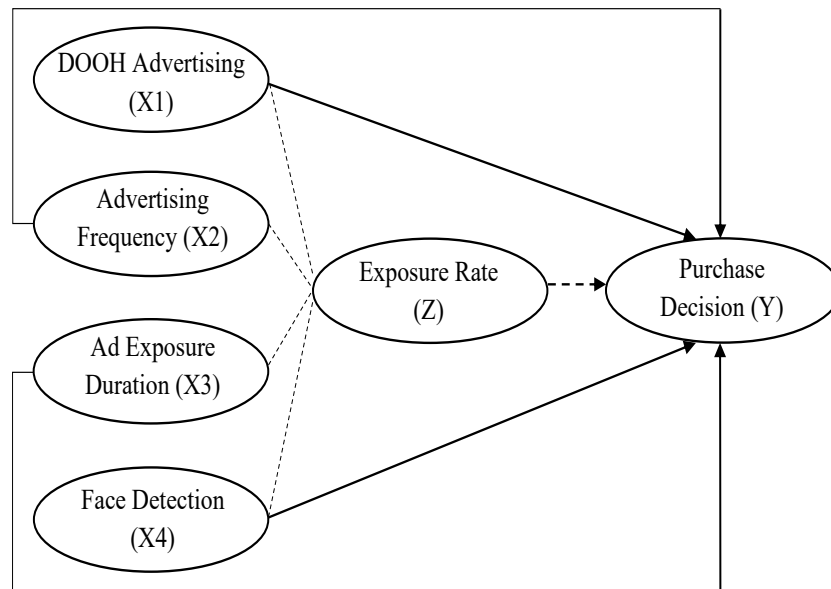 DOOH Advertising
(X1)
Advertising
Frequency (X2)
Exposure Rate
(Z)
Purchase
Decision (Y)
Ad Exposure
Duration (X3)
Face Detection
(X4)